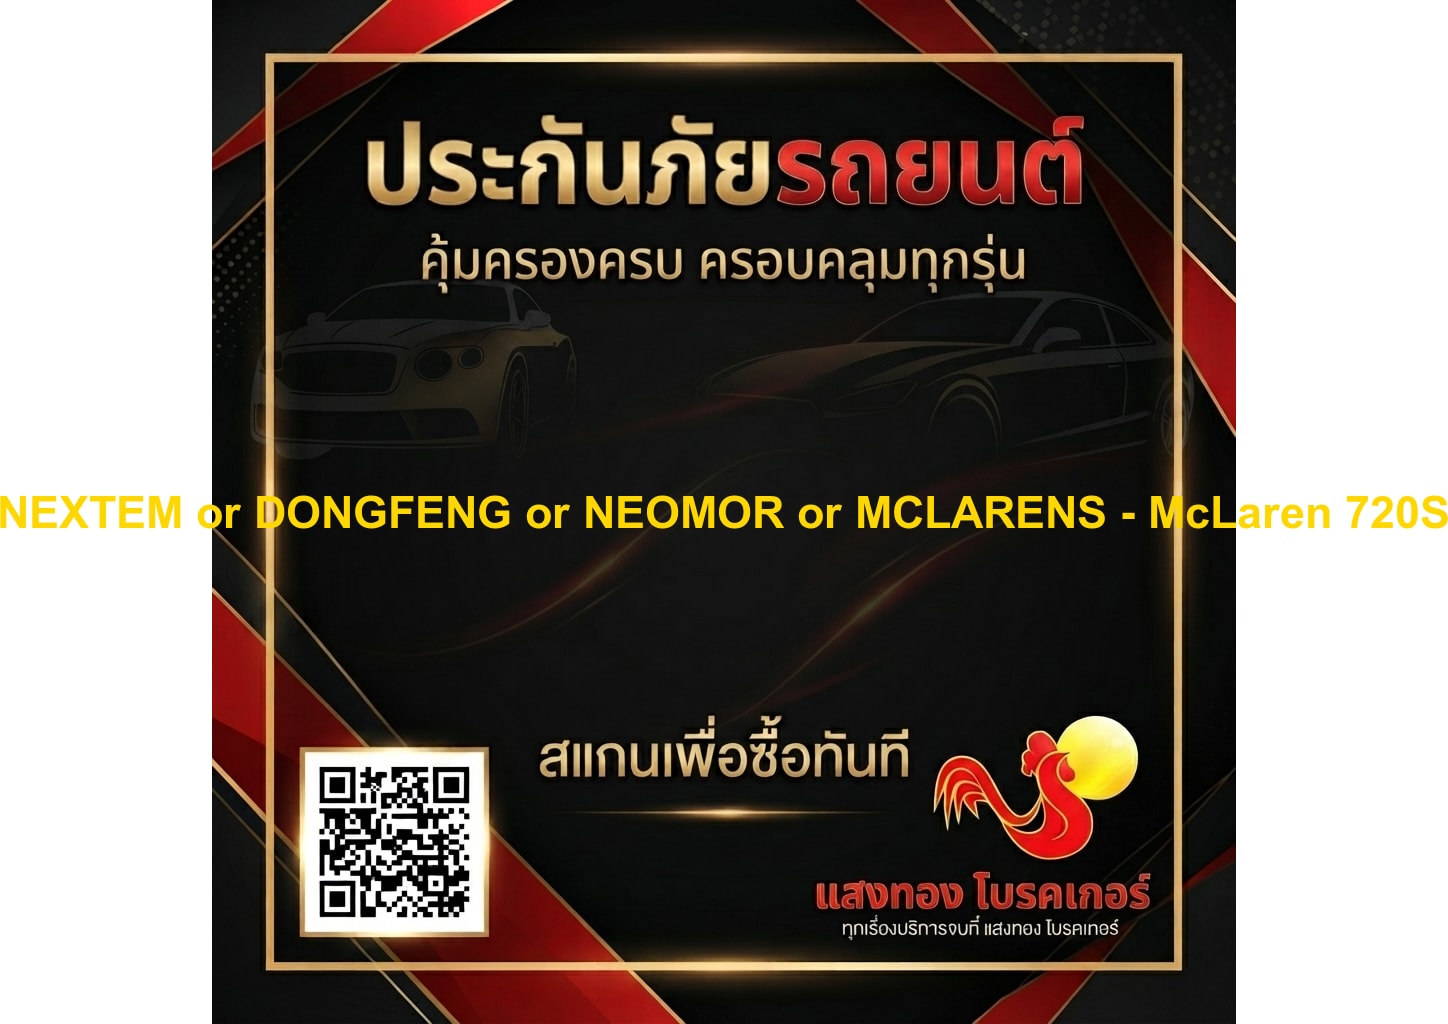 ประกันภัยรถยนต์
คุ้มครองครบ ครอบคลุมทุกรุ่น
NEXTEM or DONGFENG or NEOMOR or MCLARENS - McLaren 720S
สแกนเพื่อซื้อทันที
แสงทอง โบรคเกอร์
ทุกเรื่องบริการจบที่ แสงทอง โบรคเทอร์